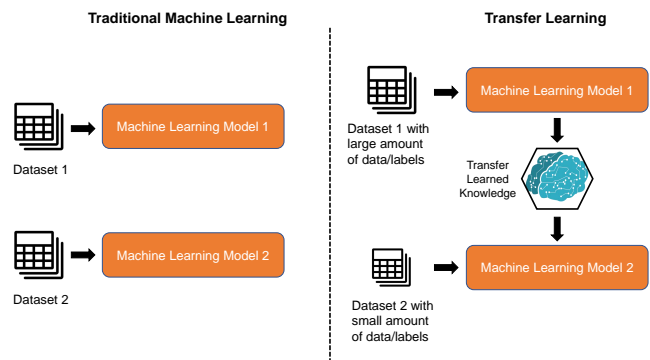 Traditional Machine Learning
Machine Learning Model 1
Dataset 1
Machine Learning Model 2
Dataset 2
Transfer Learning
Machine Learning Model 1
Dataset 1 with
large amount
of data/labels
Transfer
Learned
Knowledge
Machine Learning Model 2
Dataset 2 with
small amount
of data/labels